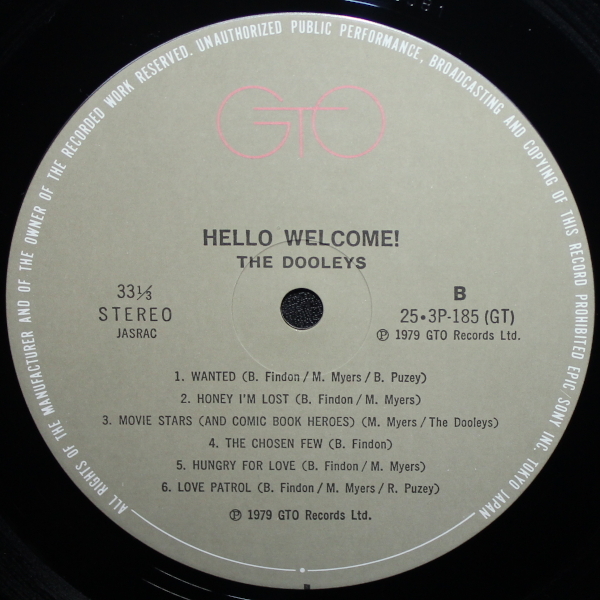 ALL RIGHTS OF THE MANUFACTURER AND OF THE OWNER OF THE RECORDED WORK RESERVED. UNAUTHORIZED PUBLIC PERFORMANCE, BROADCASTING AND COPYING OF THIS RECORD PROHIBITED EPIC/SONY INC. TOKYO JAPAN
GTO
HELLO WELCOME!
THE DOOLEYS
33⅓
STEREO
JASRAC
B
25•3P-185 (GT)
℗ 1979 GTO Records Ltd.
1. WANTED (B. Findon/M. Myers/B. Puzey)
2. HONEY I'M LOST (B. Findon/M. Myers)
3. MOVIE STARS (AND COMIC BOOK HEROES) (M. Myers/The Dooleys)
4. THE CHOSEN FEW (B. Findon)
5. HUNGRY FOR LOVE (B. Findon/M. Myers)
6. LOVE PATROL (B. Findon/M. Myers/R. Puzey)
℗ 1979 GTO Records Ltd.